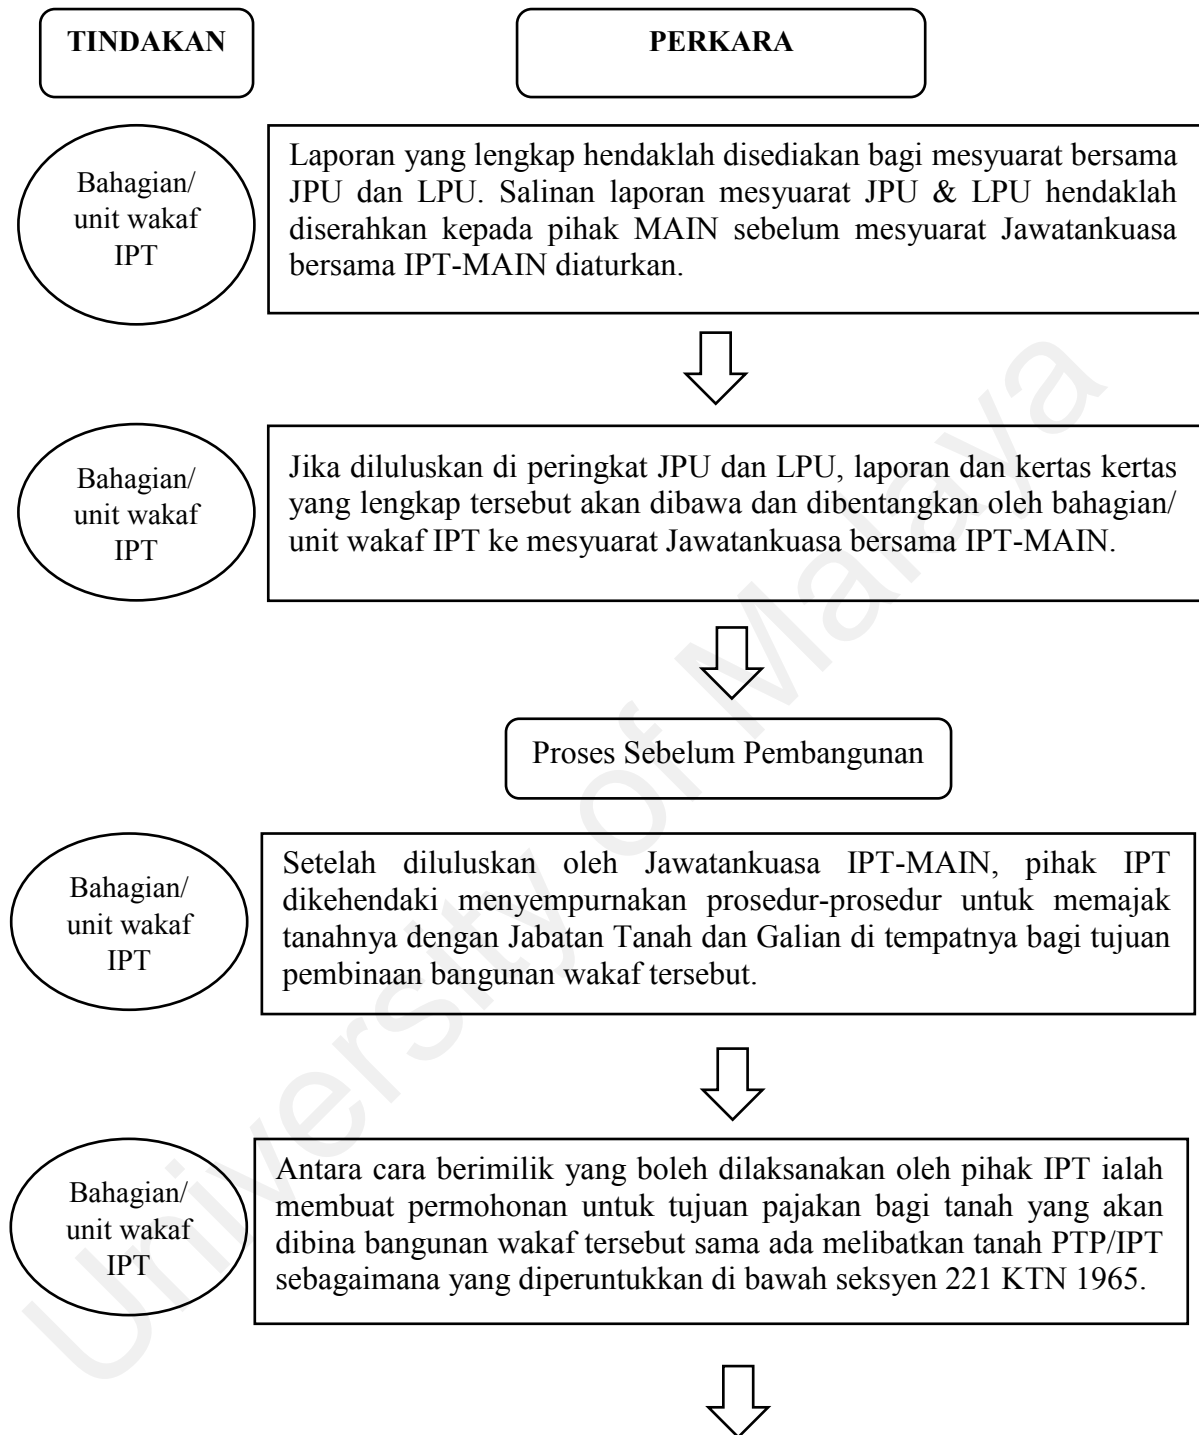 TINDAKAN
PERKARA
Bahagian/
unit wakaf
IPT
Laporan yang lengkap hendaklah disediakan bagi mesyuarat bersama
JPU dan LPU. Salinan laporan mesyuarat JPU & LPU hendaklah
diserahkan kepada pihak MAIN sebelum mesyuarat Jawatankuasa
bersama IPT-MAIN diaturkan.
Bahagian/
unit wakaf
IPT
Jika diluluskan di peringkat JPU dan LPU, laporan dan kertas kertas
yang lengkap tersebut akan dibawa dan dibentangkan oleh bahagian/
unit wakaf IPT ke mesyuarat Jawatankuasa bersama IPT-MAIN.
Proses Sebelum Pembangunan
Bahagian/
unit wakaf
IPT
Setelah diluluskan oleh Jawatankuasa IPT-MAIN, pihak IPT
dikehendaki menyempurnakan prosedur-prosedur untuk memajak
tanahnya dengan Jabatan Tanah dan Galian di tempatnya bagi tujuan
pembinaan bangunan wakaf tersebut.
Bahagian/
unit wakaf
IPT
Antara cara berimilik yang boleh dilaksanakan oleh pihak IPT ialah
membuat permohonan untuk tujuan pajakan bagi tanah yang akan
dibina bangunan wakaf tersebut sama ada melibatkan tanah PTP/IPT
sebagaimana yang diperuntukkan di bawah seksyen 221 KTN 1965.
University of Malaya